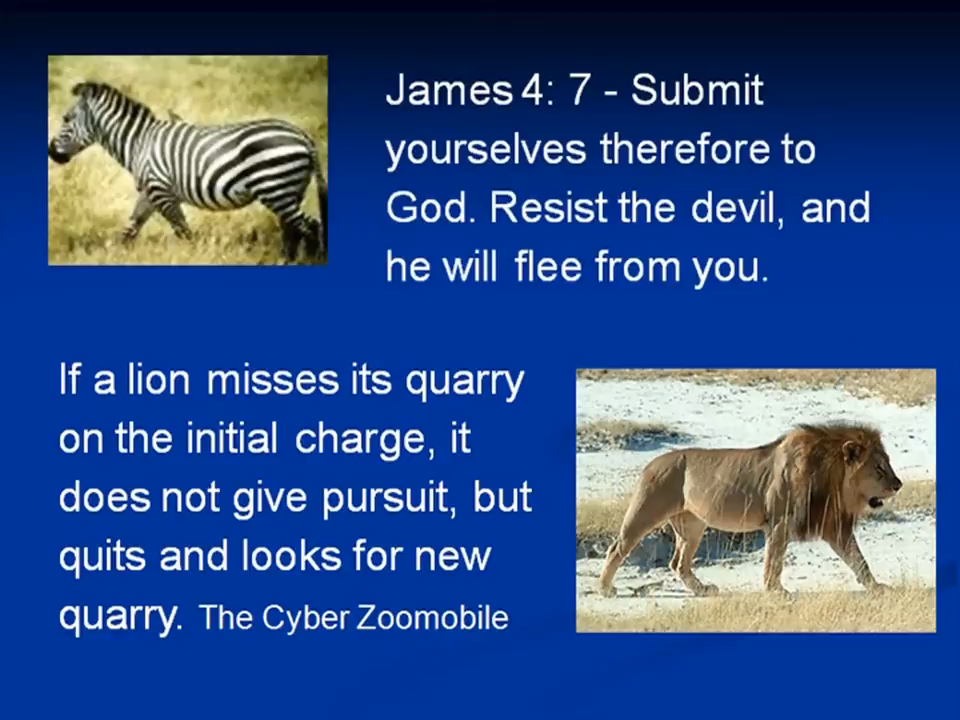 James 4: 7 - Submit
yourselves therefore to
God. Resist the devil, and
he will flee from you.
If a lion misses its quarry
on the initial charge, it
does not give pursuit, but
quits and looks for new
quarry. The Cyber Zoomobile